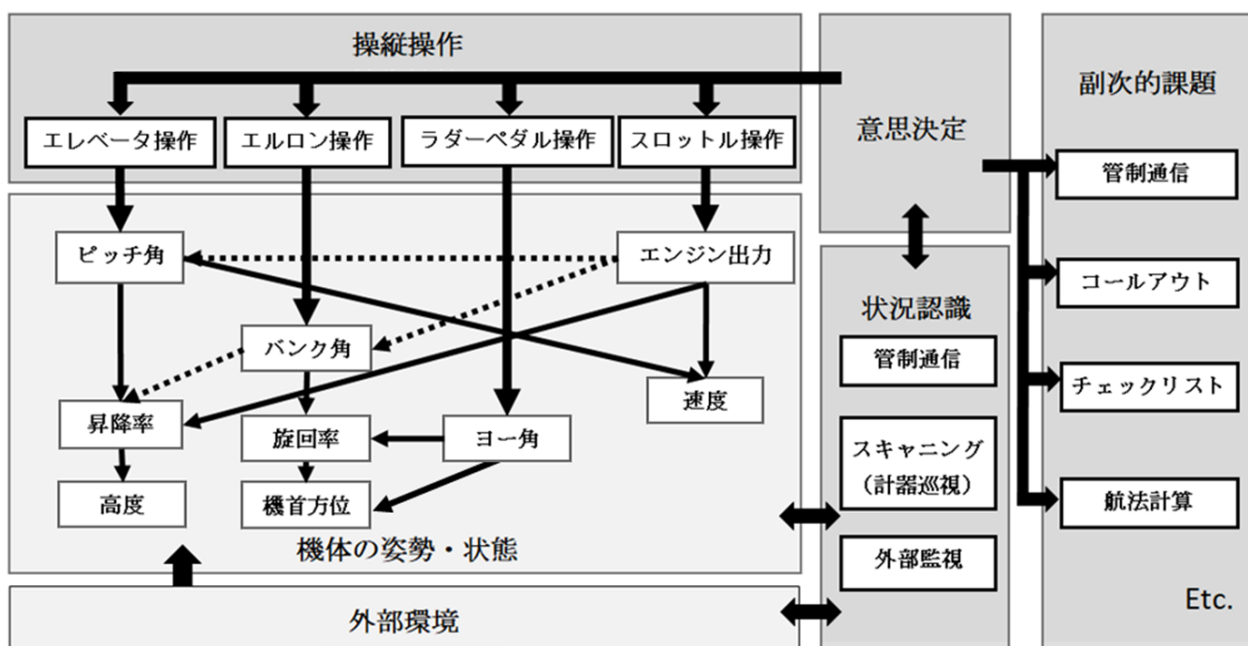 操縦操作
エレベータ操作
エルロン操作
ラダーペダル操作
スロットル操作
ピッチ角
エンジン出力
バンク角
昇降率
旋回率
ヨー角
速度
高度
機首方位
機体の姿勢・状態
外部環境
意思決定
状況認識
管制通信
スキャニング
（計器巡視）
外部監視
副次的課題
管制通信
コールアウト
チェックリスト
航法計算
Etc.